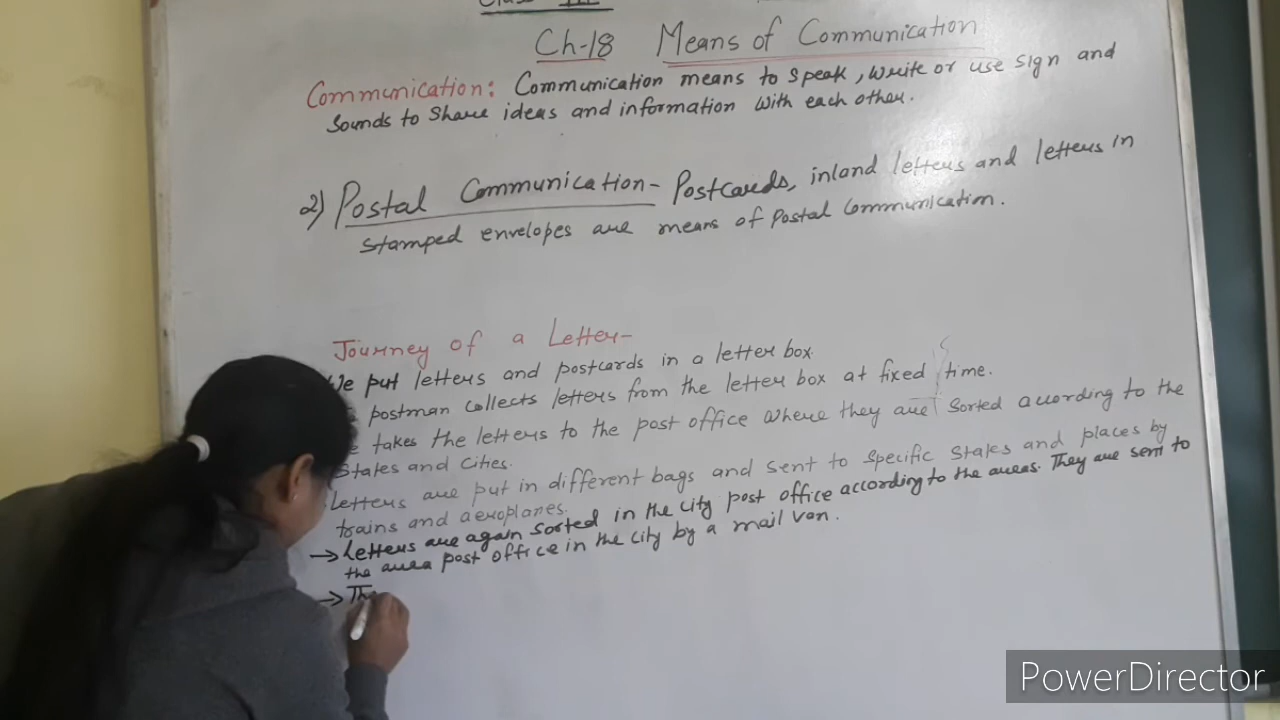 Class III
Ch-18 Means of Communication
Communication: Communication means to speak, write or use sign and
sounds to share ideas and information with each other.
2) Postal Communication- Postcards, inland letters and letters in
stamped envelopes are means of Postal Communication.
Journey of a Letter-
We put letters and postcards in a letter box.
postman collects letters from the letter box at fixed time.
takes the letters to the post office where they are sorted according to the
states and cities.
Letters are put in different bags and sent to specific states and places by
trains and aeroplanes.
→ Letters are again sorted in the city post office according to the areas. They are sent to
the area post office in the city by a mail van.
→ Th
PowerDirector